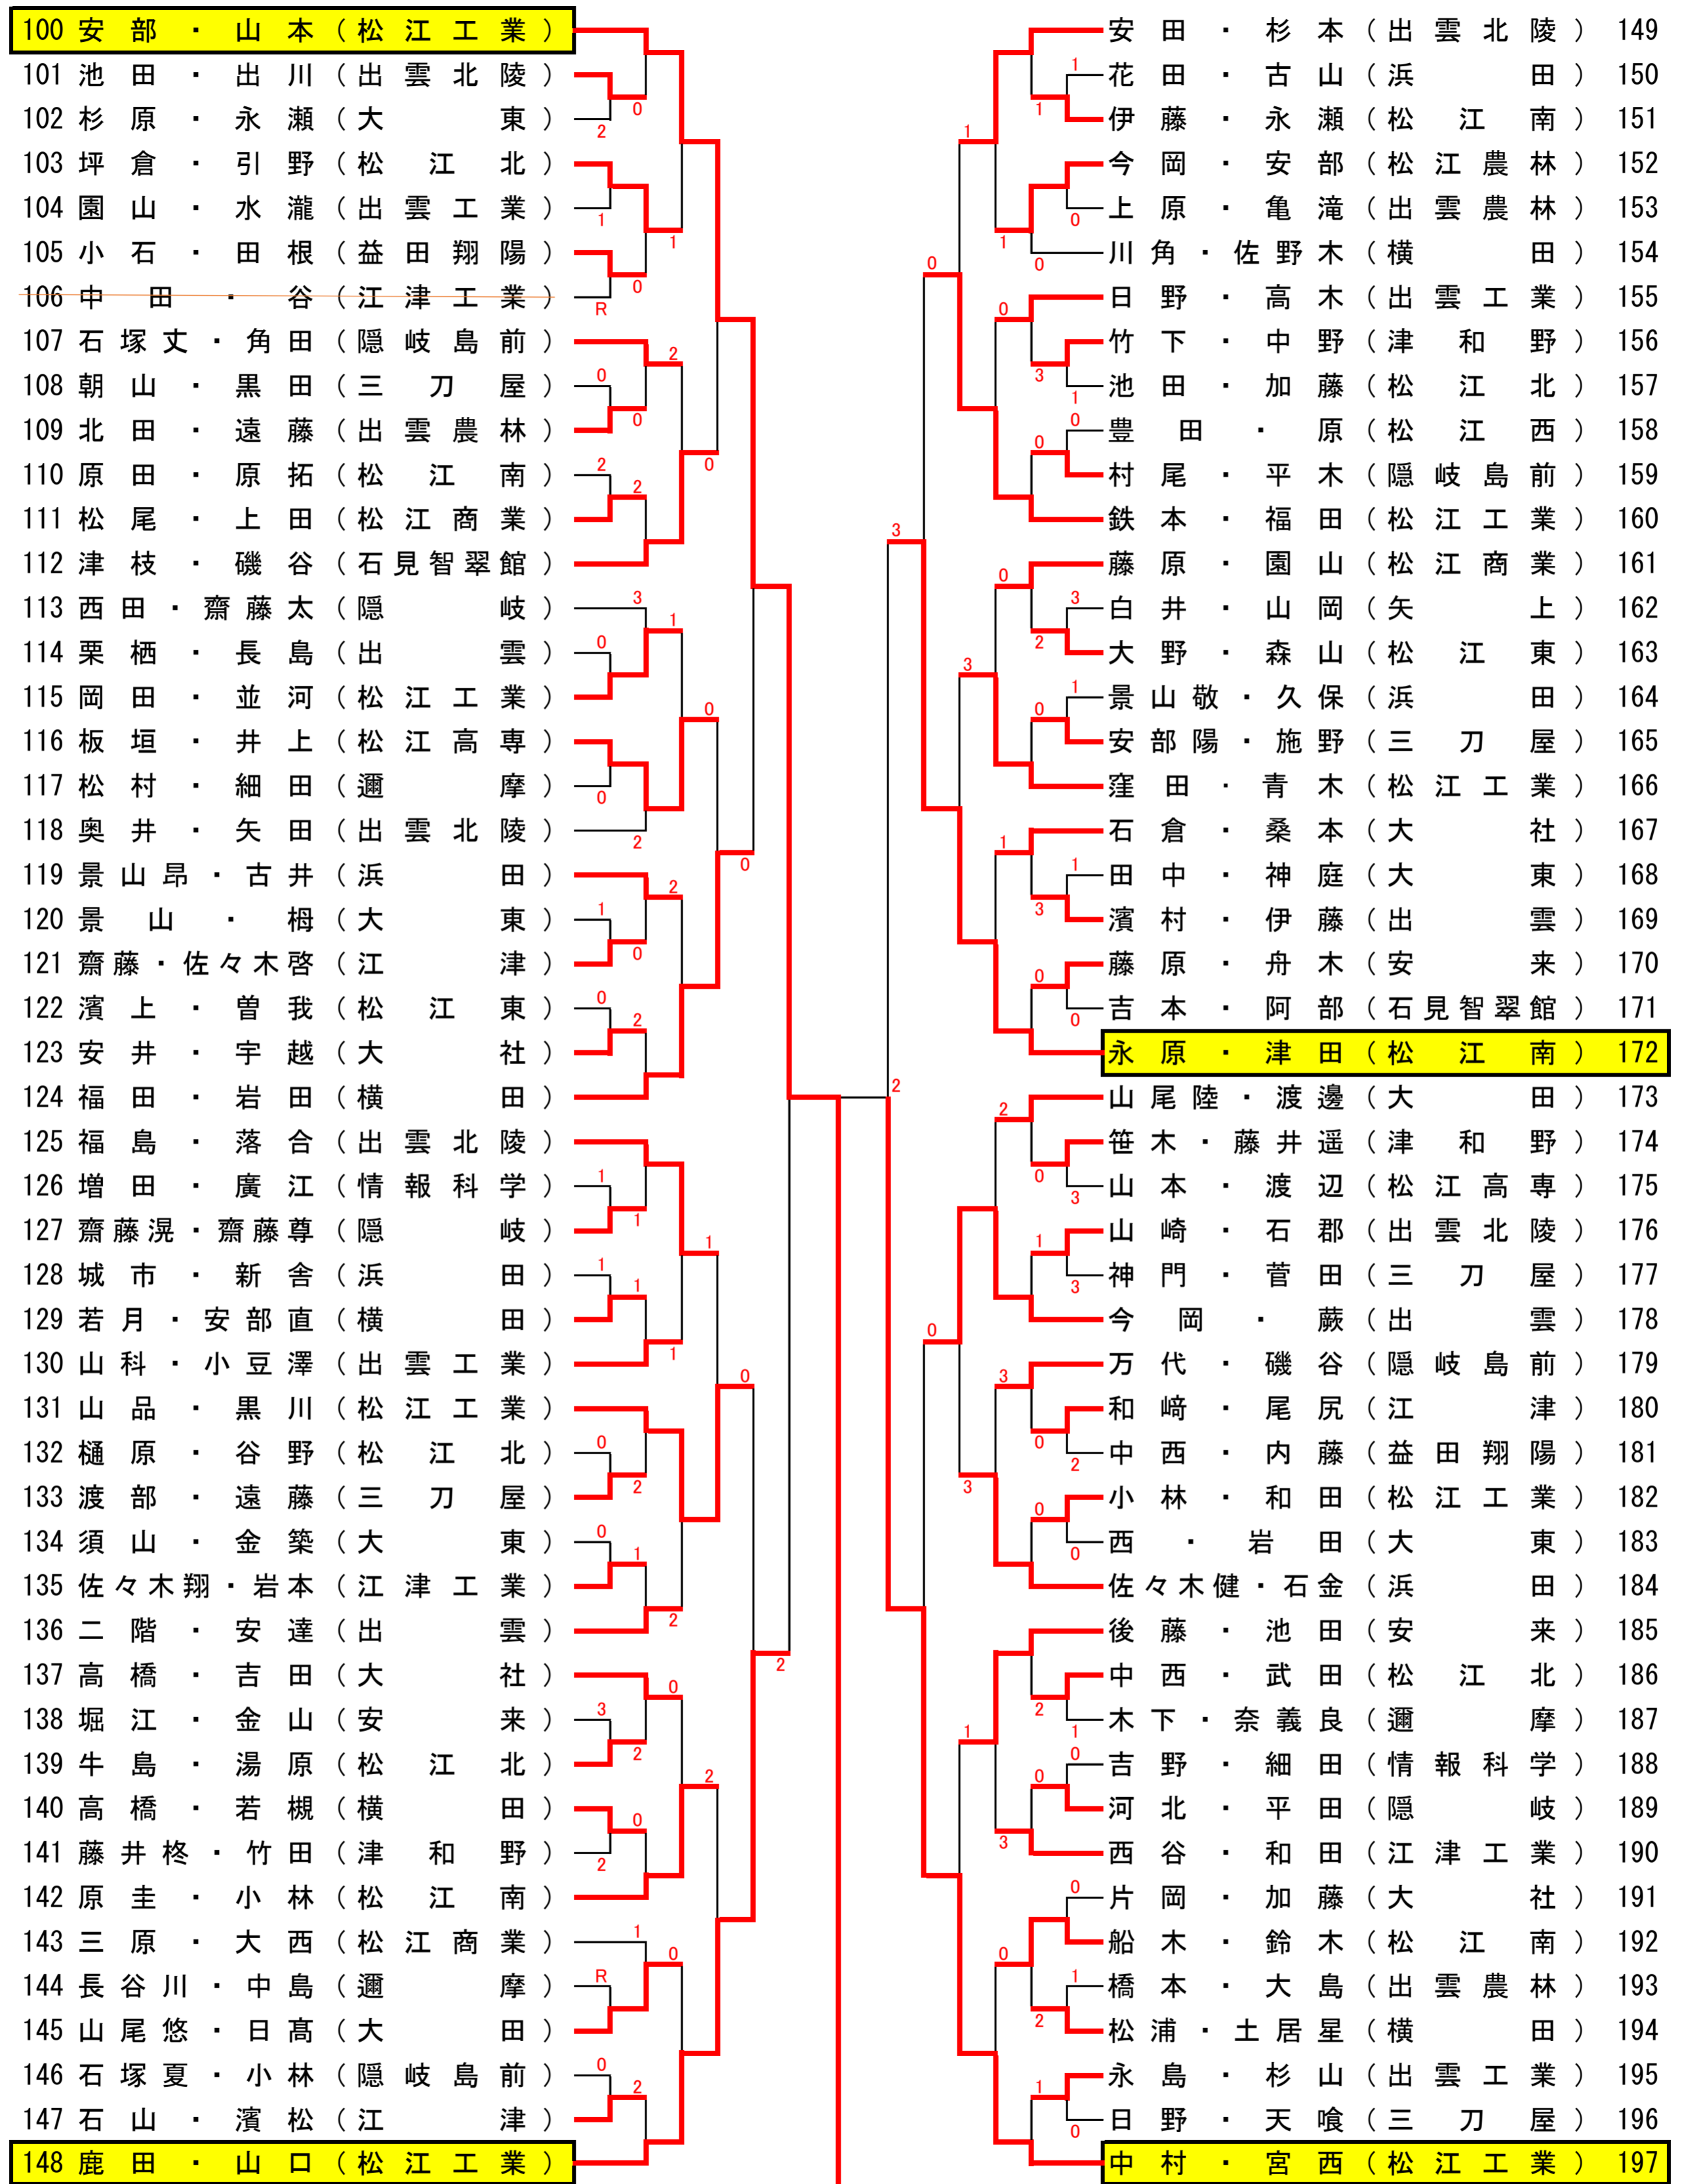 100 安部・山本（松江工業）
101 池田・出川（出雲北陵）
102 杉原・永瀬（大東）
103 坪倉・引野（松江北）
104 園山・水瀧（出雲工業）
105 小石・田根（益田翔陽）
106 中田・谷（江津工業）
107 石塚丈・角田（隠岐島前）
108 朝山・黒田（三刀屋）
109 北田・遠藤（出雲農林）
110 原田・原拓（松江南）
111 松尾・上田（松江商業）
112 津枝・磯谷（石見智翠館）
113 西田・齋藤太（隠岐）
114 栗栖・長島（出雲）
115 岡田・並河（松江工業）
116 板垣・井上（松江高専）
117 松村・細田（邇摩）
118 奥井・矢田（出雲北陵）
119 景山昂・古井（浜田）
120 景山・栂（大東）
121 齋藤・佐々木啓（江津）
122 濱上・曽我（松江東）
123 安井・宇越（大社）
124 福田・岩田（横田）
125 福島・落合（出雲北陵）
126 増田・廣江（情報科学）
127 齋藤滉・齋藤尊（隠岐）
128 城市・新舎（浜田）
129 若月・安部直（横田）
130 山科・小豆澤（出雲工業）
131 山品・黒川（松江工業）
132 樋原・谷野（松江北）
133 渡部・遠藤（三刀屋）
134 須山・金築（大東）
135 佐々木翔・岩本（江津工業）
136 二階・安達（出雲）
137 高橋・吉田（大社）
138 堀江・金山（安来）
139 牛島・湯原（松江北）
140 高橋・若槻（横田）
141 藤井柊・竹田（津和野）
142 原圭・小林（松江南）
143 三原・大西（松江商業）
144 長谷川・中島（邇摩）
145 山尾悠・日髙（大田）
146 石塚夏・小林（隠岐島前）
147 石山・濱松（江津）
148 鹿田・山口（松江工業）
安田・杉本（出雲北陵） 149
花田・古山（浜田） 150
伊藤・永瀬（松江南） 151
今岡・安部（松江農林） 152
上原・亀滝（出雲農林） 153
川角・佐野木（横田） 154
日野・高木（出雲工業） 155
竹下・中野（津和野） 156
池田・加藤（松江北） 157
豊田・原（松江西） 158
村尾・平木（隠岐島前） 159
鉄本・福田（松江工業） 160
藤原・園山（松江商業） 161
白井・山岡（矢上） 162
大野・森山（松江東） 163
景山敬・久保（浜田） 164
安部陽・施野（三刀屋） 165
窪田・青木（松江工業） 166
石倉・桑本（大社） 167
田中・神庭（大東） 168
濱村・伊藤（出雲） 169
藤原・舟木（安来） 170
吉本・阿部（石見智翠館） 171
永原・津田（松江南） 172
山尾陸・渡邊（大田） 173
笹木・藤井遥（津和野） 174
山本・渡辺（松江高専） 175
山崎・石郡（出雲北陵） 176
神門・菅田（三刀屋） 177
今岡・蕨（出雲） 178
万代・磯谷（隠岐島前） 179
和﨑・尾尻（江津） 180
中西・内藤（益田翔陽） 181
小林・和田（松江工業） 182
西・岩田（大東） 183
佐々木健・石金（浜田） 184
後藤・池田（安来） 185
中西・武田（松江北） 186
木下・奈義良（邇摩） 187
吉野・細田（情報科学） 188
河北・平田（隠岐） 189
西谷・和田（江津工業） 190
片岡・加藤（大社） 191
船木・鈴木（松江南） 192
橋本・大島（出雲農林） 193
松浦・土居星（横田） 194
永島・杉山（出雲工業） 195
日野・天喰（三刀屋） 196
中村・宮西（松江工業） 197